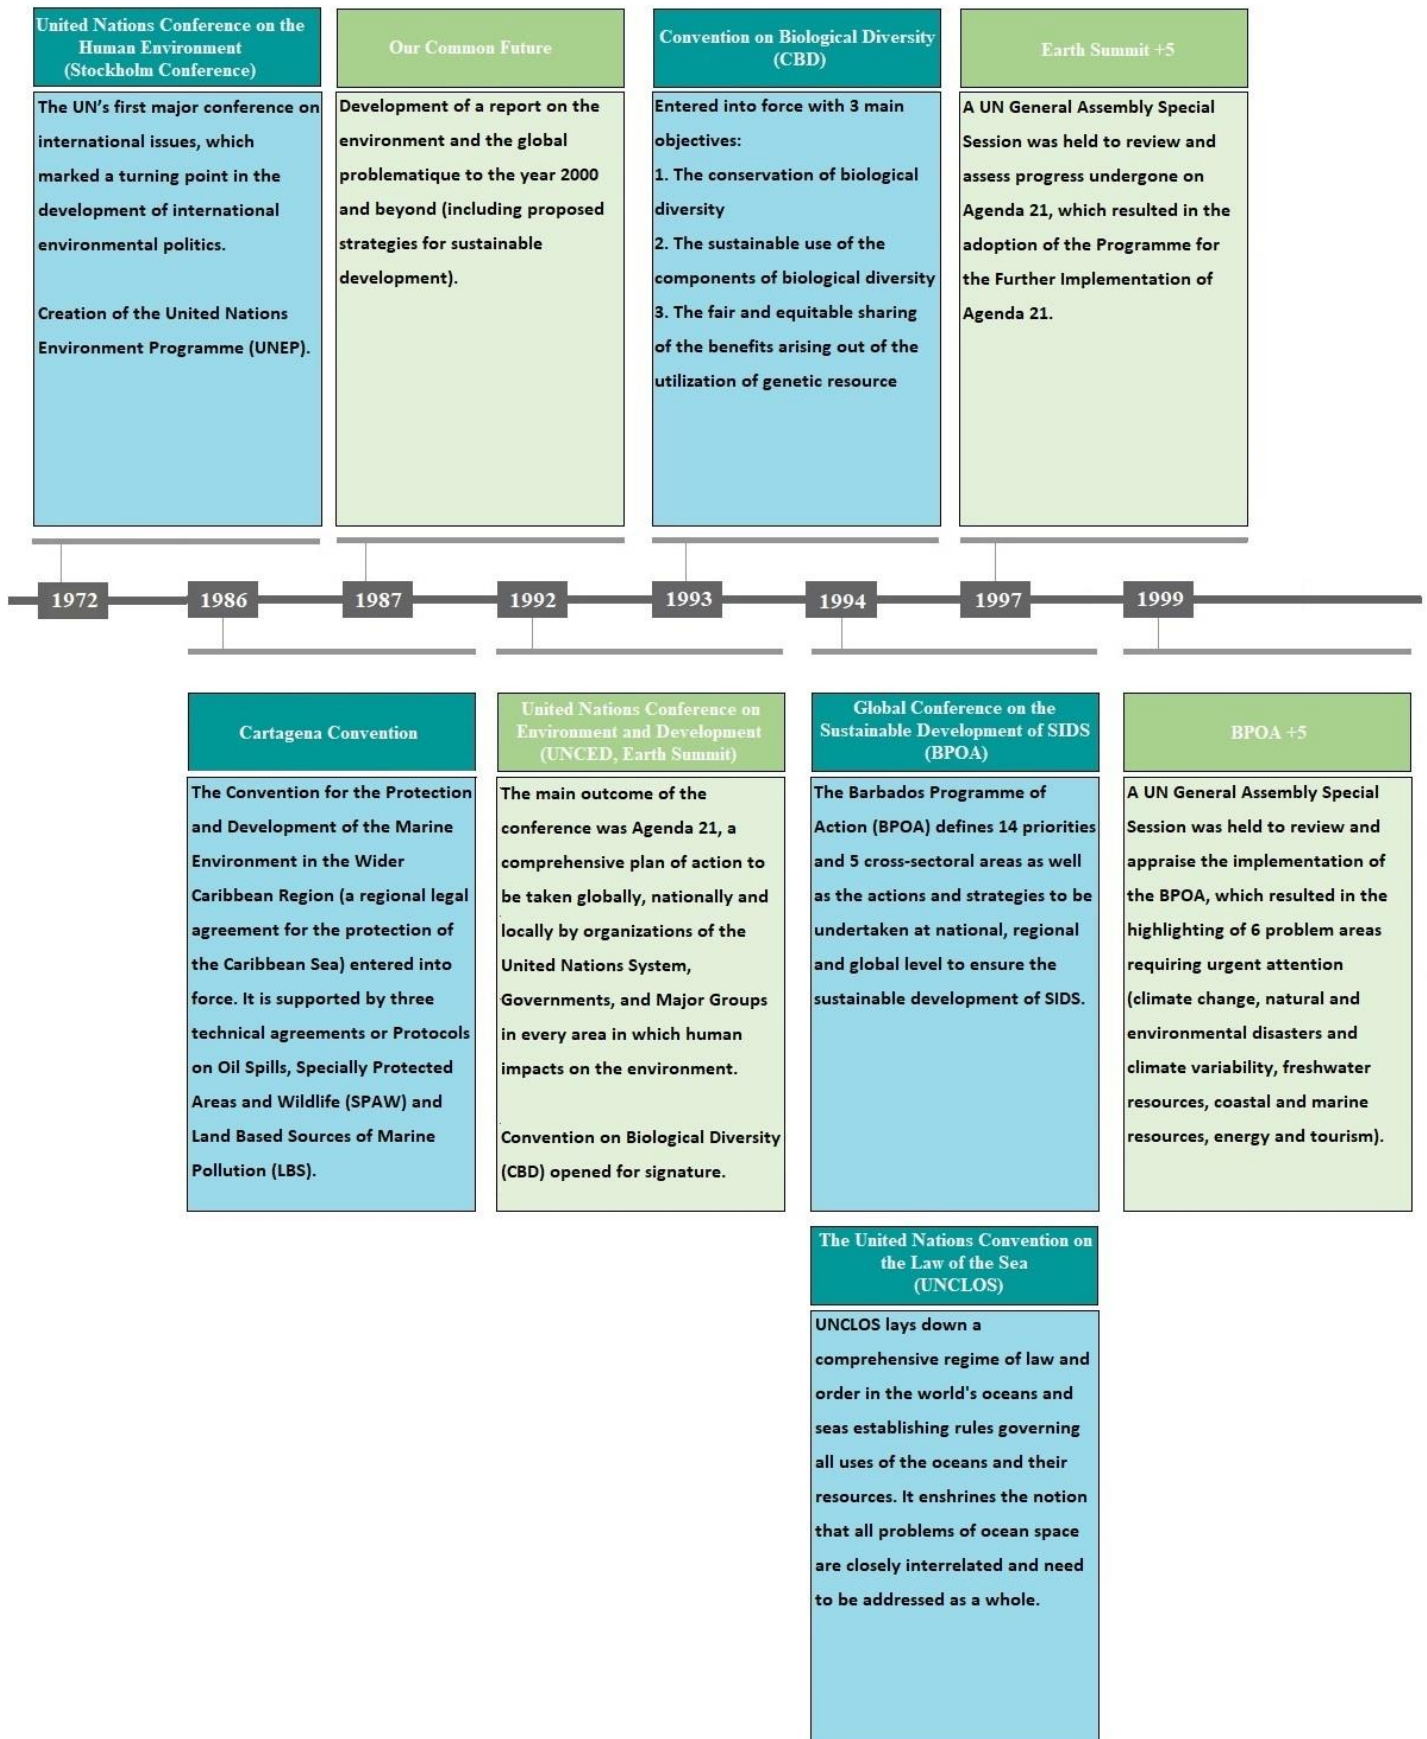 United Nations Conference on the
Human Environment
(Stockholm Conference)
The UN’s first major conference on
international issues, which
marked a turning point in the
development of international
environmental politics.
Creation of the United Nations
Environment Programme (UNEP).
Our Common Future
Development of a report on the
environment and the global
problematique to the year 2000
and beyond (including proposed
strategies for sustainable
development).
Convention on Biological Diversity
(CBD)
Entered into force with 3 main
objectives:
1. The conservation of biological
diversity
2. The sustainable use of the
components of biological diversity
3. The fair and equitable sharing
of the benefits arising out of the
utilization of genetic resource
Earth Summit +5
A UN General Assembly Special
Session was held to review and
assess progress undergone on
Agenda 21, which resulted in the
adoption of the Programme for
the Further Implementation of
Agenda 21.
1972
1986
1987
1992
1993
1994
1997
1999
Cartagena Convention
The Convention for the Protection
and Development of the Marine
Environment in the Wider
Caribbean Region (a regional legal
agreement for the protection of
the Caribbean Sea) entered into
force. It is supported by three
technical agreements or Protocols
on Oil Spills, Specially Protected
Areas and Wildlife (SPAW) and
Land Based Sources of Marine
Pollution (LBS).
United Nations Conference on
Environment and Development
(UNCED, Earth Summit)
The main outcome of the
conference was Agenda 21, a
comprehensive plan of action to
be taken globally, nationally and
locally by organizations of the
United Nations System,
Governments, and Major Groups
in every area in which human
impacts on the environment.
Convention on Biological Diversity
(CBD) opened for signature.
Global Conference on the
Sustainable Development of SIDS
(BPOA)
The Barbados Programme of
Action (BPOA) defines 14 priorities
and 5 cross-sectoral areas as well
as the actions and strategies to be
undertaken at national, regional
and global level to ensure the
sustainable development of SIDS.
BPOA +5
A UN General Assembly Special
Session was held to review and
appraise the implementation of
the BPOA, which resulted in the
highlighting of 6 problem areas
requiring urgent attention
(climate change, natural and
environmental disasters and
climate variability, freshwater
resources, coastal and marine
resources, energy and tourism).
The United Nations Convention on
the Law of the Sea
(UNCLOS)
UNCLOS lays down a
comprehensive regime of law and
order in the world's oceans and
seas establishing rules governing
all uses of the oceans and their
resources. It enshrines the notion
that all problems of ocean space
are closely interrelated and need
to be addressed as a whole.